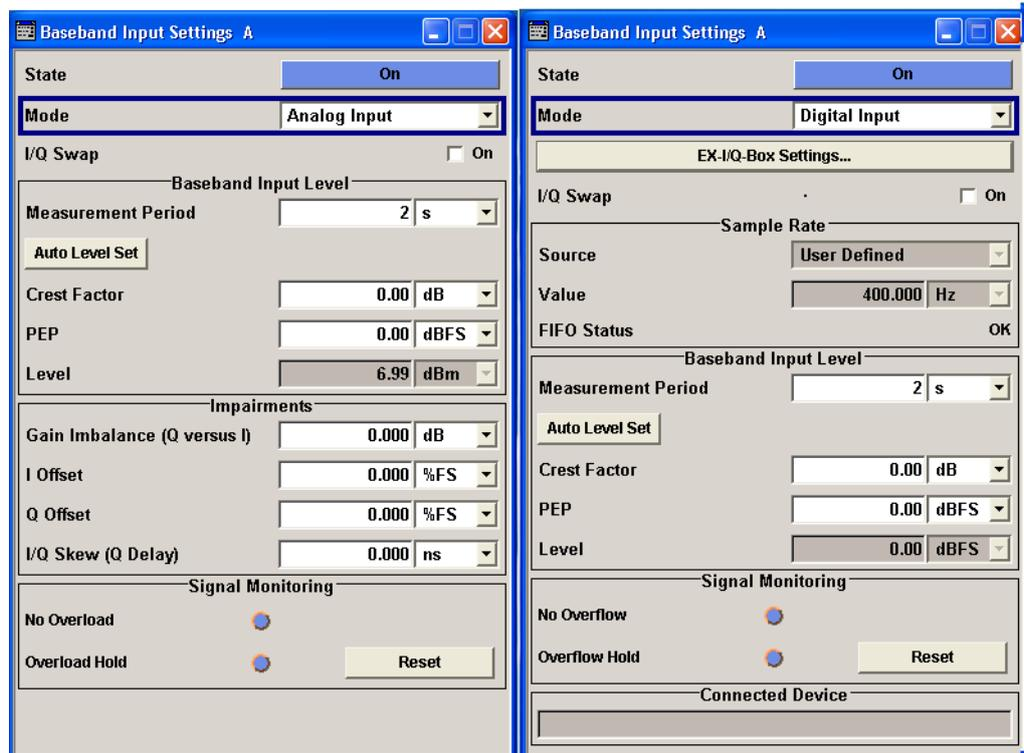 Baseband Input Settings A
State On
Mode Analog Input
I/Q Swap On
Baseband Input Level
Measurement Period 2 s
Auto Level Set
Crest Factor 0.00 dB
PEP 0.00 dBFS
Level 6.99 dBm
Impairments
Gain Imbalance (Q versus I) 0.000 dB
I Offset 0.000 %FS
Q Offset 0.000 %FS
I/Q Skew (Q Delay) 0.000 ns
Signal Monitoring
No Overload
Overload Hold Reset
Baseband Input Settings A
State On
Mode Digital Input
EX-I/Q-Box Settings...
I/Q Swap On
Sample Rate
Source User Defined
Value 400.000 Hz
FIFO Status OK
Baseband Input Level
Measurement Period 2 s
Auto Level Set
Crest Factor 0.00 dB
PEP 0.00 dBFS
Level 0.00 dBFS
Signal Monitoring
No Overflow
Overflow Hold Reset
Connected Device